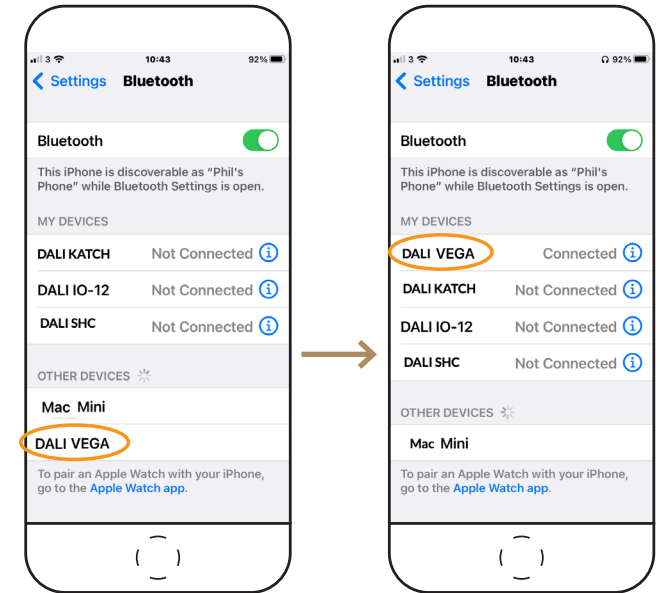 3 10:43 92%
Settings Bluetooth
Bluetooth
This iPhone is discoverable as “Phil's
Phone” while Bluetooth Settings is open.
MY DEVICES
DALI KATCH Not Connected
DALI IO-12 Not Connected
DALI SHC Not Connected
OTHER DEVICES
Mac Mini
DALI VEGA
To pair an Apple Watch with your iPhone,
go to the Apple Watch app.
3 10:43 92%
Settings Bluetooth
Bluetooth
This iPhone is discoverable as “Phil's
Phone” while Bluetooth Settings is open.
MY DEVICES
DALI VEGA Connected
DALI KATCH Not Connected
DALI IO-12 Not Connected
DALI SHC Not Connected
OTHER DEVICES
Mac Mini
To pair an Apple Watch with your iPhone,
go to the Apple Watch app.